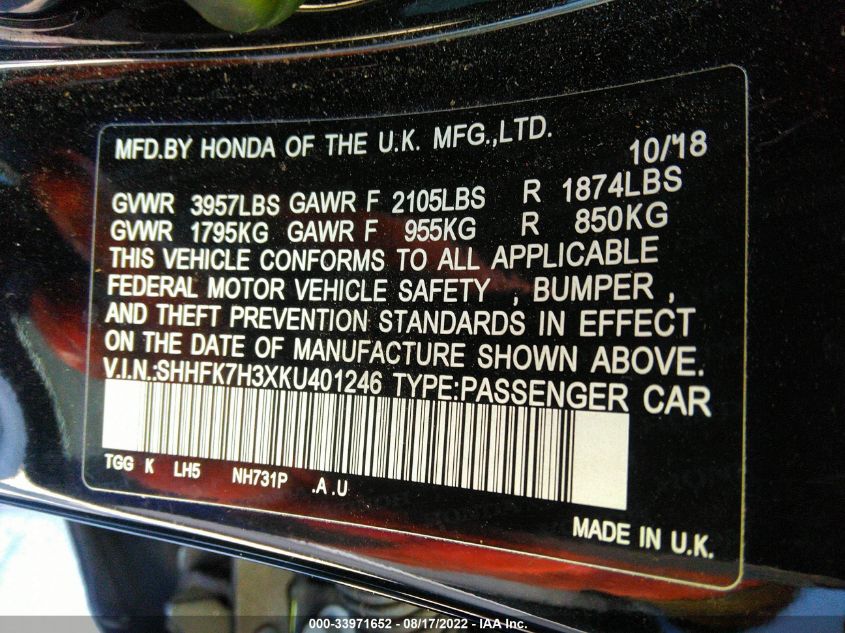 MFD.BY HONDA OF THE U.K. MFG.,LTD. 10/18
GVWR 3957LBS GAWR F 2105LBS R 1874LBS
GVWR 1795KG GAWR F 955KG R 850KG
THIS VEHICLE CONFORMS TO ALL APPLICABLE
FEDERAL MOTOR VEHICLE SAFETY , BUMPER ,
AND THEFT PREVENTION STANDARDS IN EFFECT
ON THE DATE OF MANUFACTURE SHOWN ABOVE.
V.I.N.:SHHFK7H3XKU401246 TYPE:PASSENGER CAR
TGG K LH5 NH731P .A .U
MADE IN U.K.
000-33971652 - 08/17/2022 - IAA Inc.